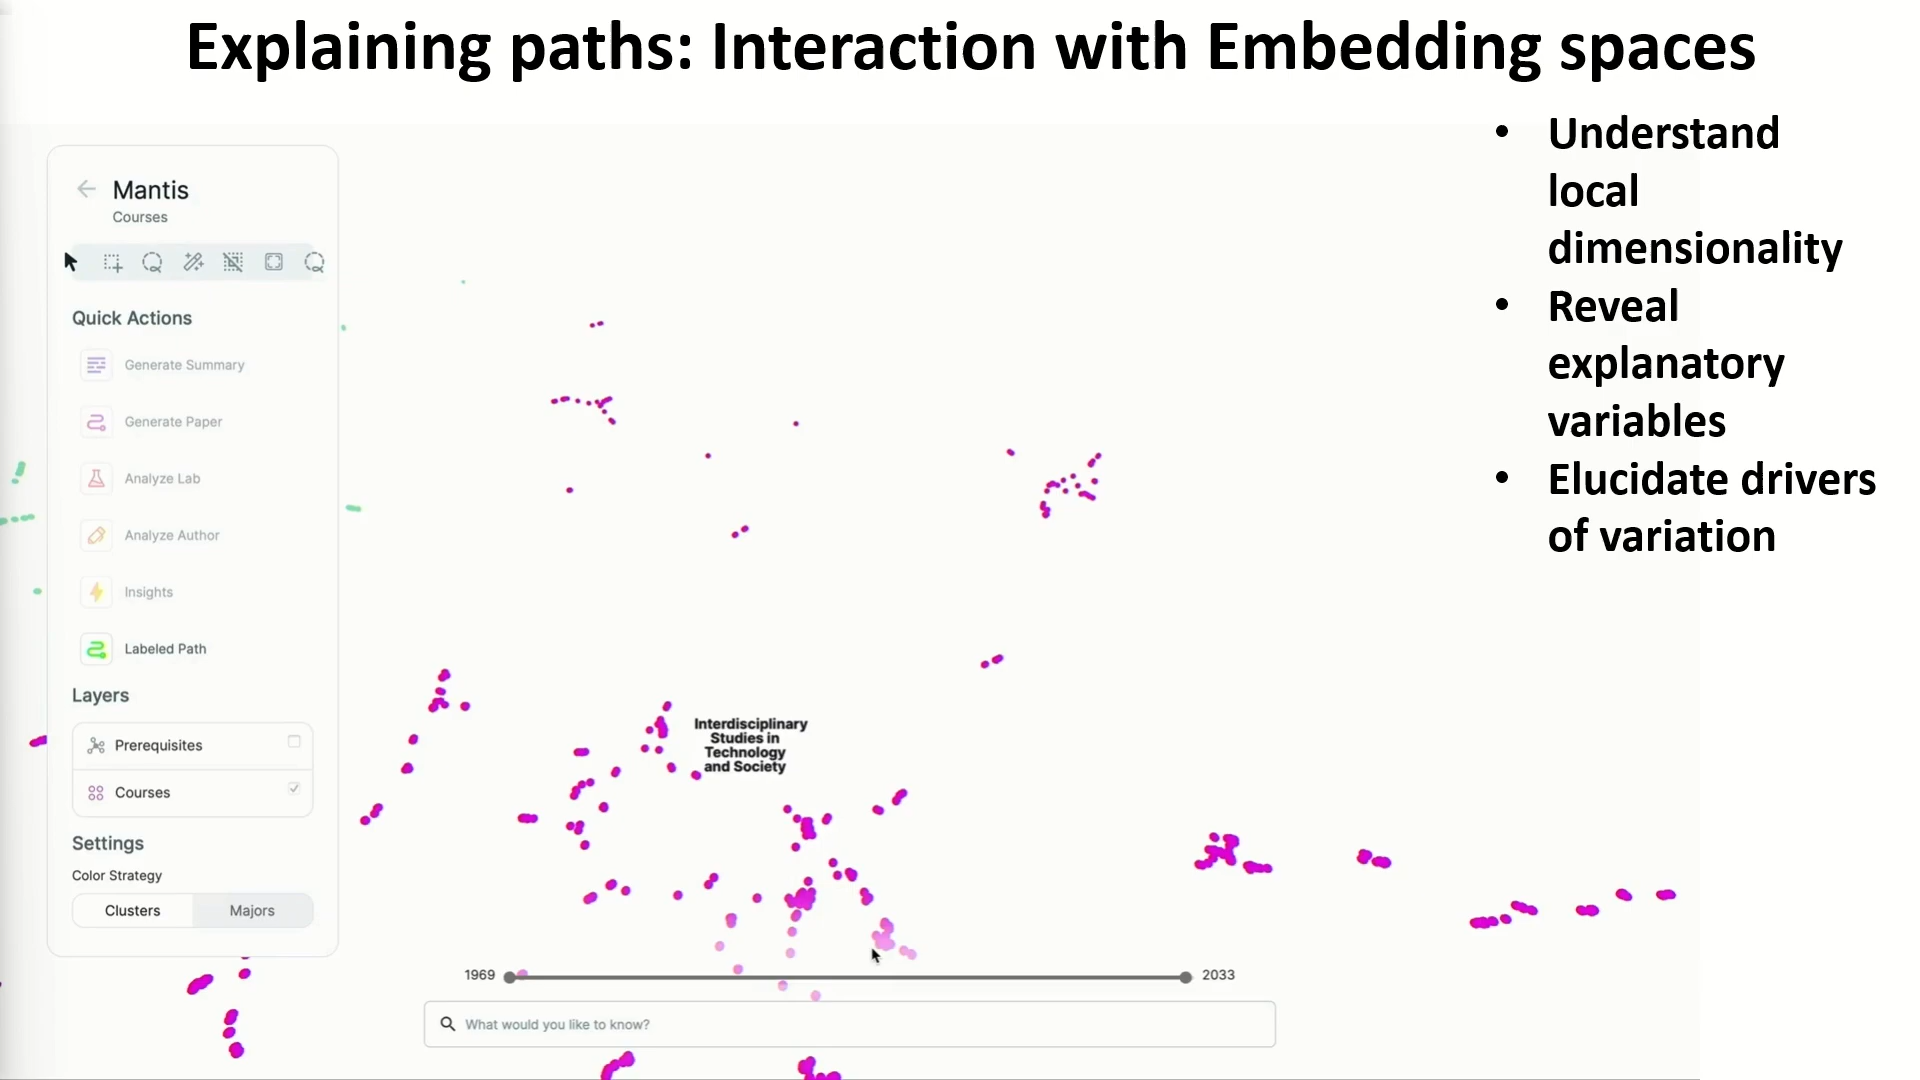 Explaining paths: Interaction with Embedding spaces
• Understand
local
dimensionality
• Reveal
explanatory
variables
• Elucidate drivers
of variation
Mantis
Courses
Quick Actions
Generate Summary
Generate Paper
Analyze Lab
Analyze Author
Insights
Labeled Path
Layers
Prerequisites
Courses
Settings
Color Strategy
Clusters
Majors
Interdisciplinary
Studies in
Technology
and Society
1969
2033
What would you like to know?